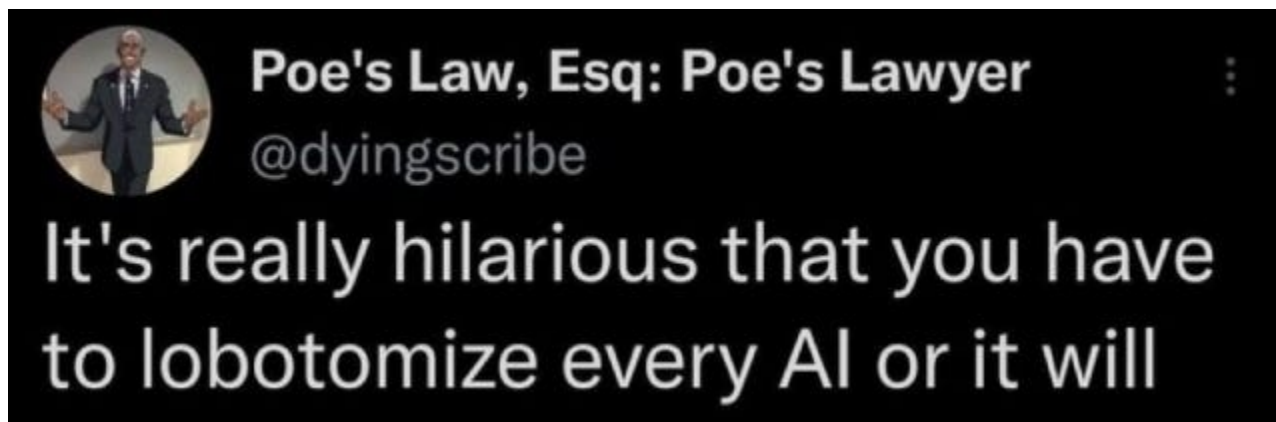 Poe's Law, Esq: Poe's Lawyer
@dyingscribe
It's really hilarious that you have
to lobotomize every AI or it will